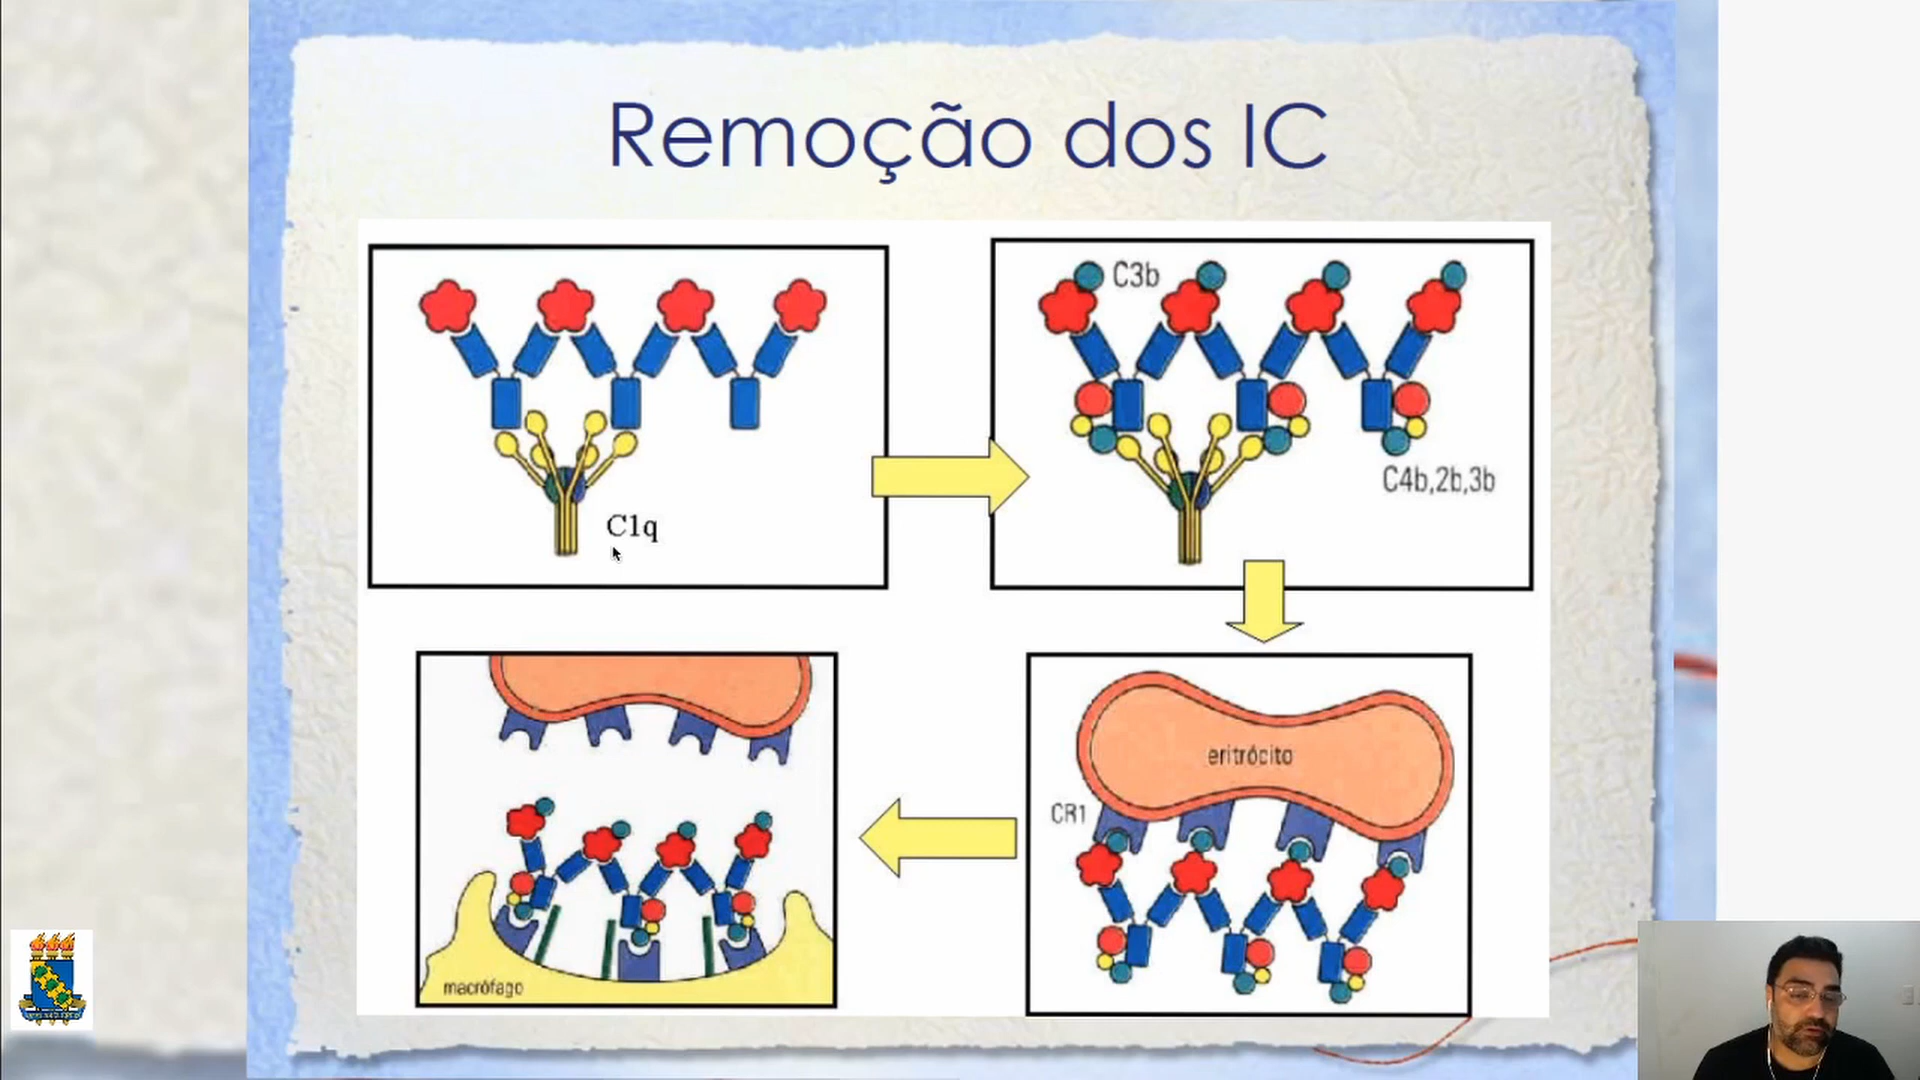 Remoção dos IC
C1q
C3b
C4b,2b,3b
macrófago
eritrócito
CR1